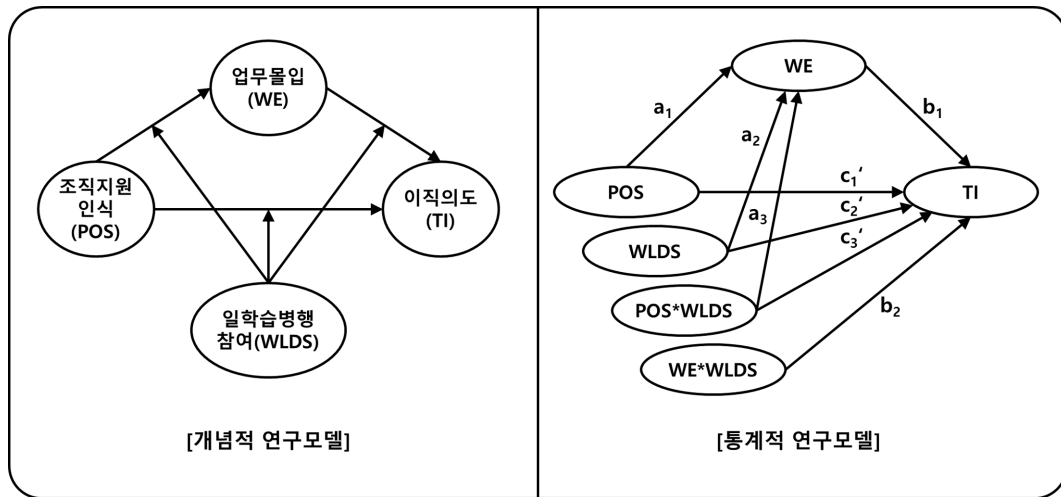 업무몰입
(WE)
조직지원
인식
(POS)
이직의도
(TI)
일학습병행
참여(WLDS)
[개념적 연구모델]
WE
a₁
b₁
a₂
POS
c₁‘
TI
a₃
c₂‘
WLDS
c₃‘
POS*WLDS
b₂
WE*WLDS
[통계적 연구모델]